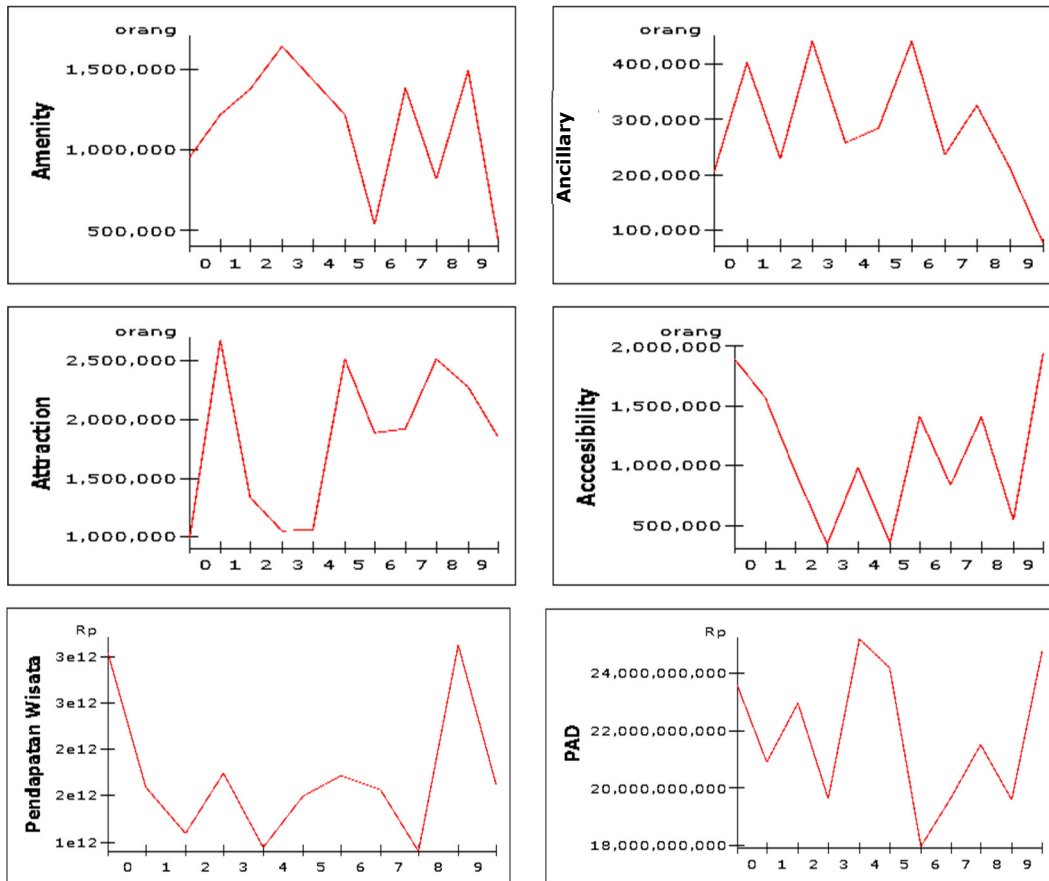 orang
Amenity
1,500,000
1,000,000
500,000
0 1 2 3 4 5 6 7 8 9
orang
Ancillary
400,000
300,000
200,000
100,000
0 1 2 3 4 5 6 7 8 9
orang
Attraction
2,500,000
2,000,000
1,500,000
1,000,000
0 1 2 3 4 5 6 7 8 9
orang
Acccesibility
2,000,000
1,500,000
1,000,000
500,000
0 1 2 3 4 5 6 7 8 9
Rp
Pendapatan Wisata
3e12
3e12
2e12
2e12
1e12
0 1 2 3 4 5 6 7 8 9
Rp
PAD
24,000,000,000
22,000,000,000
20,000,000,000
18,000,000,000
0 1 2 3 4 5 6 7 8 9